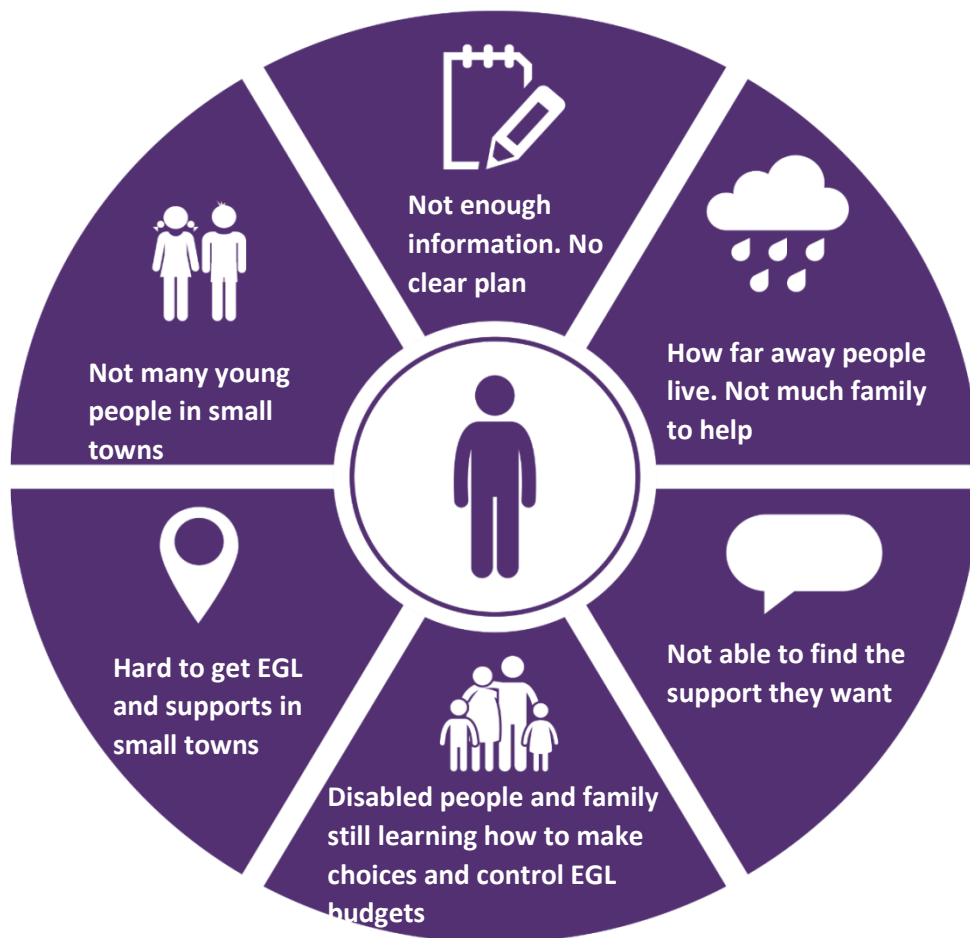 Not enough
information. No
clear plan
How far away people
live. Not much family
to help
Not able to find the
support they want
Disabled people and family
still learning how to make
choices and control EGL
budgets
Hard to get EGL
and supports in
small towns
Not many young
people in small
towns